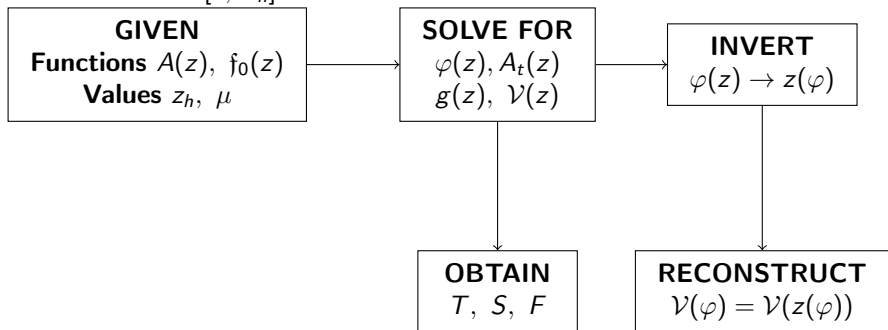 GIVEN
Functions A(z), 𝔣₀(z)
Values z_h, μ
SOLVE FOR
φ(z), A_t(z)
g(z), 𝒱(z)
INVERT
φ(z) → z(φ)
OBTAIN
T, S, F
RECONSTRUCT
𝒱(φ) = 𝒱(z(φ))